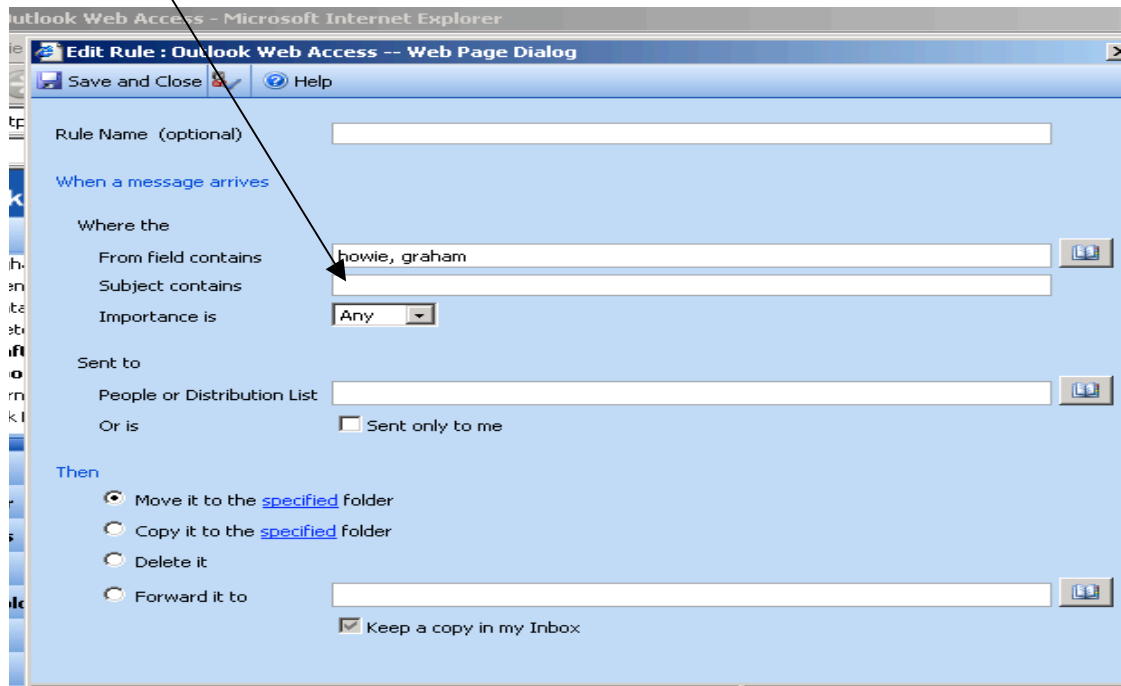 utlook Web Access - Microsoft Internet Explorer
Edit Rule : Outlook Web Access -- Web Page Dialog
Save and Close Help
Rule Name (optional)
When a message arrives
Where the
From field contains howie, graham
Subject contains
Importance is Any
Sent to
People or Distribution List
Or is Sent only to me
Then
Move it to the specified folder
Copy it to the specified folder
Delete it
Forward it to
Keep a copy in my Inbox